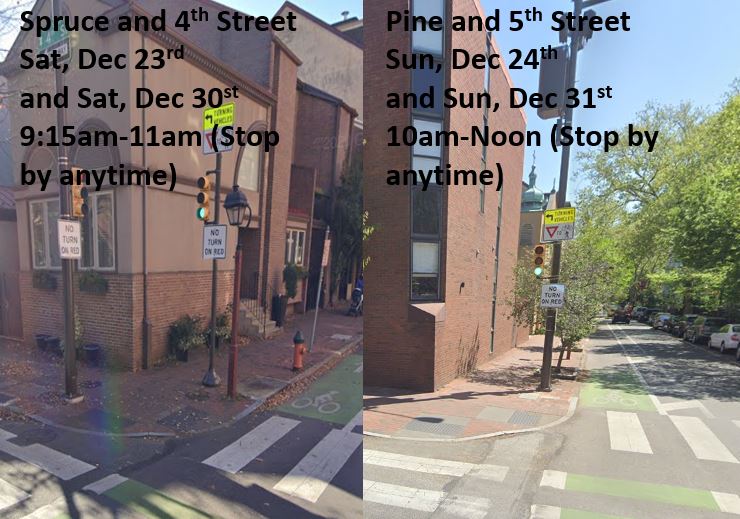 Spruce and 4th Street
Sat, Dec 23rd
and Sat, Dec 30st
9:15am-11am (Stop
by anytime)
TURNING
VEHICLES
NO
TURN
ON RED
NO
TURN
ON RED
Pine and 5th Street
Sun, Dec 24th
and Sun, Dec 31st
10am-Noon (Stop by
anytime)
TURNING
VEHICLES
TO
NO
TURN
ON RED